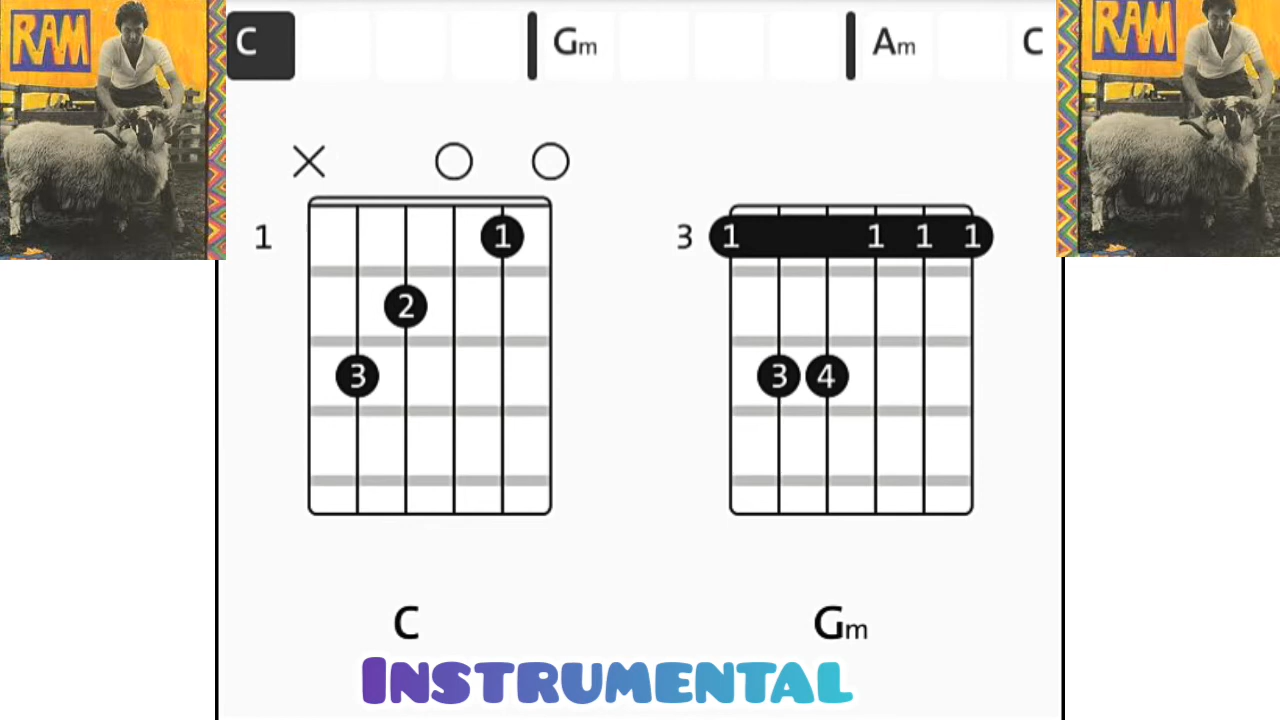 RAM
C Gm Am C
RAM
1 1
2
3
3 1 1 1 1
3 4
C
Gm
INSTRUMENTAL